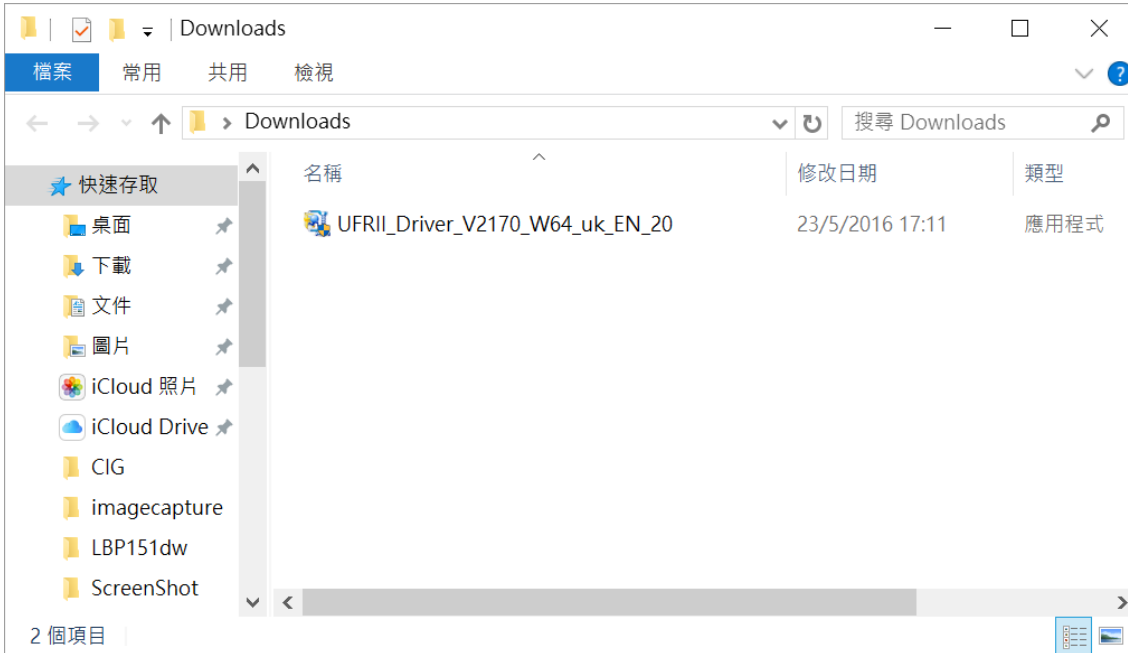 Downloads
檔案 常用 共用 檢視 ?
Downloads 搜尋 Downloads
快速存取
桌面
下載
文件
圖片
iCloud 照片
iCloud Drive
CIG
imagecapture
LBP151dw
ScreenShot
名稱 修改日期 類型
UFRII_Driver_V2170_W64_uk_EN_20 23/5/2016 17:11 應用程式
2 個項目